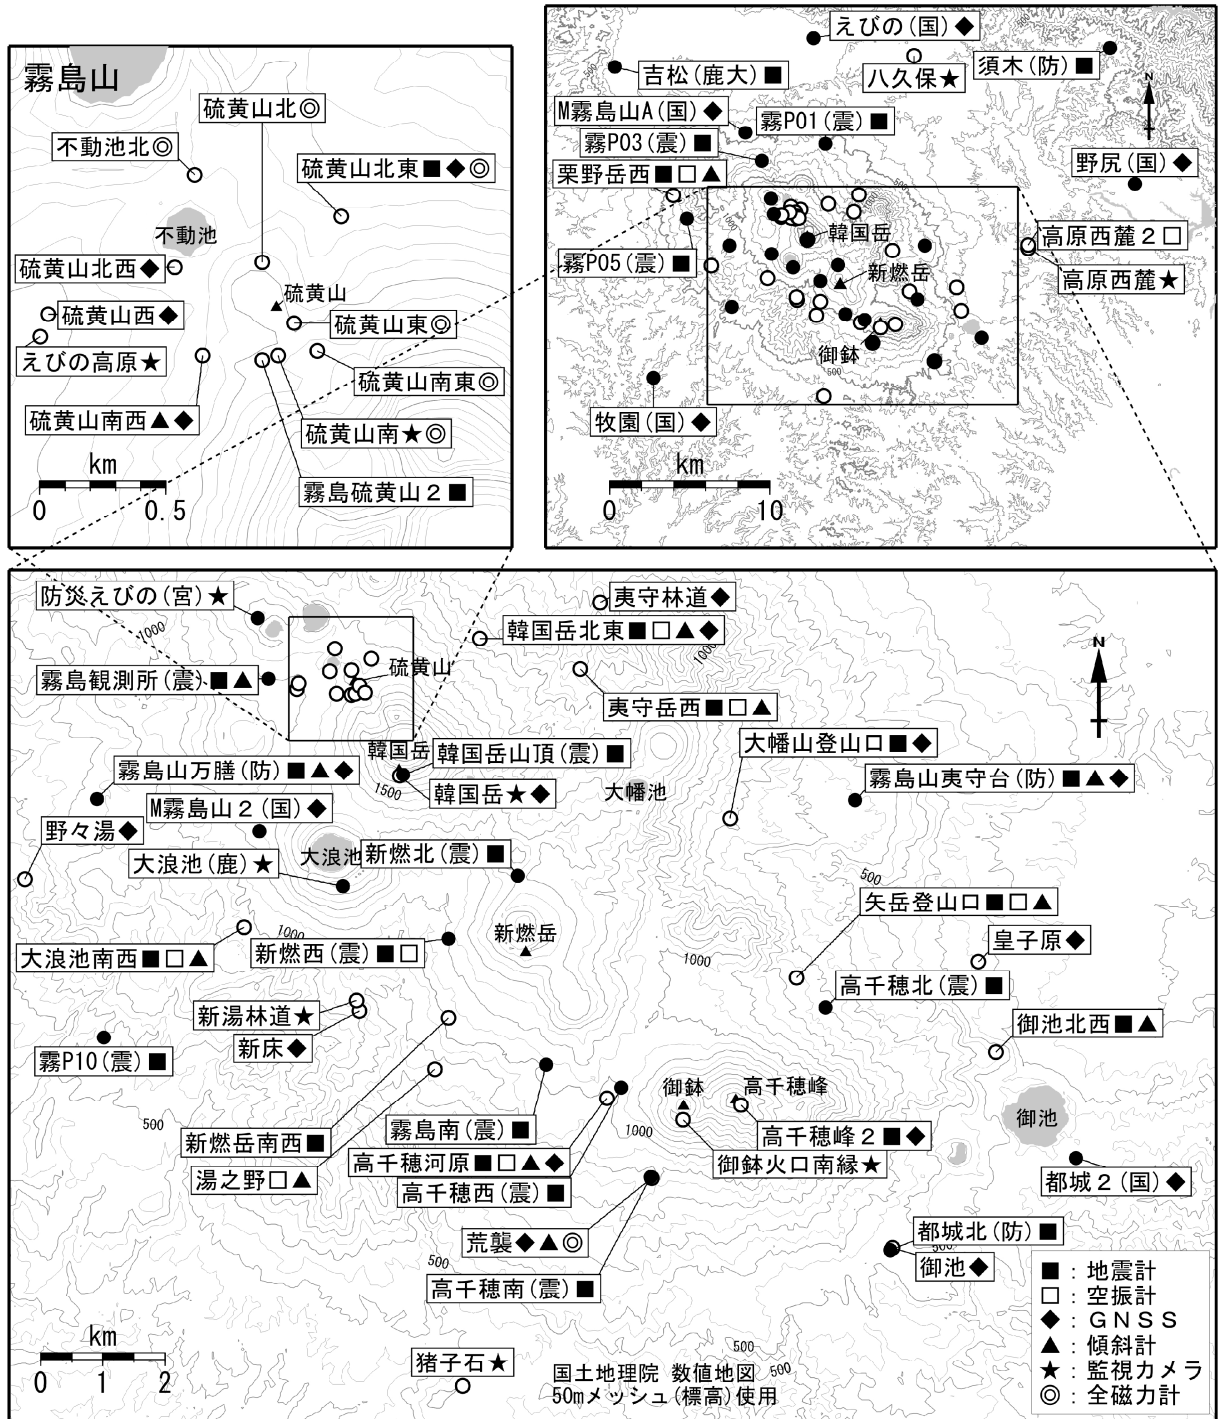 霧島山
硫黄山北◎
不動池北◎
硫黄山北東■◆◎
不動池
硫黄山北西◆
硫黄山
硫黄山西◆
硫黄山東◎
えびの高原★
硫黄山南東◎
硫黄山南西▲◆
硫黄山南★◎
霧島硫黄山2■
km
0 0.5
えびの(国)◆
吉松(鹿大)■
八久保★
須木(防)■
N
M霧島山A(国)◆
霧P01(震)■
霧P03(震)■
野尻(国)◆
栗野岳西■□▲
500
500
500
1000
韓国岳
高原西麓2□
霧P05(震)■
新燃岳
高原西麓★
御鉢
500
牧園(国)◆
km
0 10
防災えびの(宮)★
夷守林道◆
1000
韓国岳北東■□▲◆
1000
N
霧島観測所(震)■▲
硫黄山
夷守岳西■□▲
韓国岳
韓国岳山頂(震)■
大幡山登山口■◆
霧島山万膳(防)■▲◆
1500
韓国岳★◆
大幡池
霧島山夷守台(防)■▲◆
M霧島山2(国)◆
野々湯◆
大浪池
新燃北(震)■
大浪池(鹿)★
500
矢岳登山口■□▲
1000
新燃岳
大浪池南西■□▲
新燃西(震)■□
皇子原◆
1000
高千穂北(震)■
新湯林道★
新床◆
御池北西■▲
霧P10(震)■
御鉢
高千穂峰
御池
500
1000
新燃岳南西■
霧島南(震)■
高千穂峰2■◆
高千穂河原■□▲◆
御鉢火口南縁★
湯之野□▲
高千穂西(震)■
都城2(国)◆
荒襲◆▲◎
都城北(防)■
500
500
御池◆
高千穂南(震)■
■:地震計
□:空振計
◆:GNSS
▲:傾斜計
★:監視カメラ
◎:全磁力計
km
0 1 2
猪子石★
500
500
国土地理院 数値地図
50mメッシュ(標高)使用